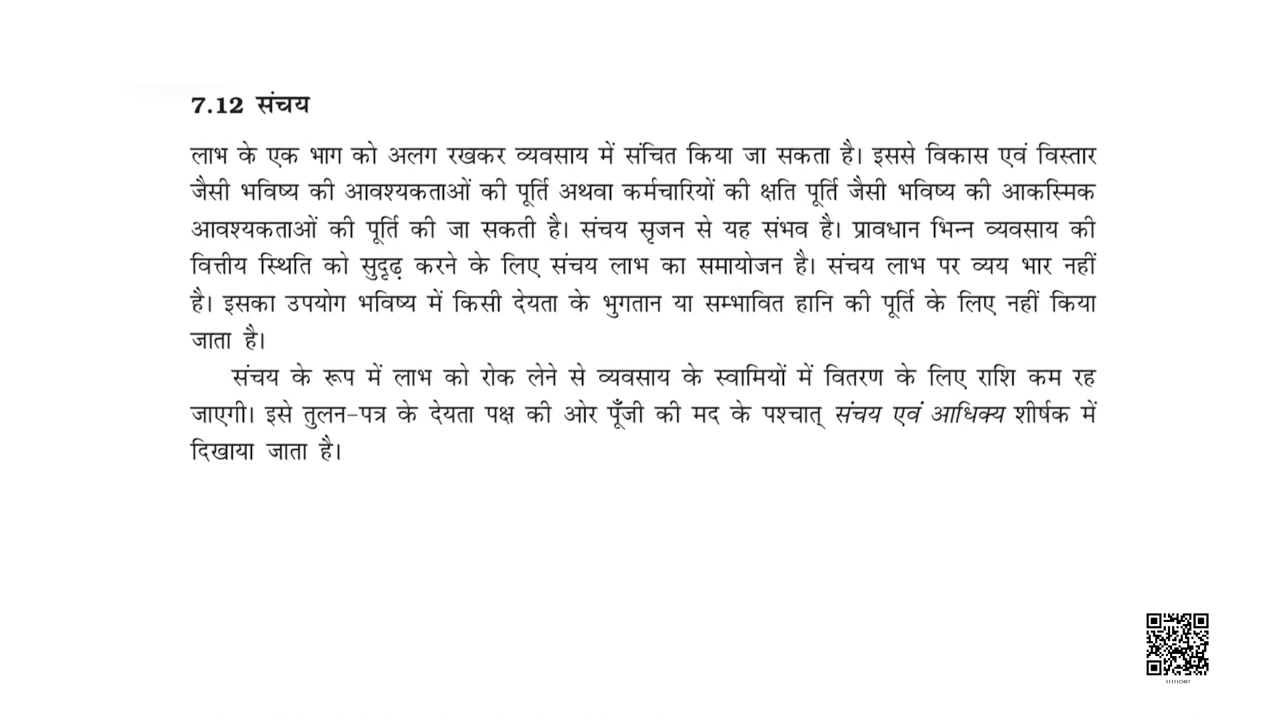 7.12 संचय
लाभ के एक भाग को अलग रखकर व्यवसाय में संचित किया जा सकता है। इससे विकास एवं विस्तार
जैसी भविष्य की आवश्यकताओं की पूर्ति अथवा कर्मचारियों की क्षति पूर्ति जैसी भविष्य की आकस्मिक
आवश्यकताओं की पूर्ति की जा सकती है। संचय सृजन से यह संभव है। प्रावधान भिन्न व्यवसाय की
वित्तीय स्थिति को सुदृढ़ करने के लिए संचय लाभ का समायोजन है। संचय लाभ पर व्यय भार नहीं
है। इसका उपयोग भविष्य में किसी देयता के भुगतान या सम्भावित हानि की पूर्ति के लिए नहीं किया
जाता है।
संचय के रूप में लाभ को रोक लेने से व्यवसाय के स्वामियों में वितरण के लिए राशि कम रह
जाएगी। इसे तुलन-पत्र के देयता पक्ष की ओर पूँजी की मद के पश्चात् संचय एवं आधिक्य शीर्षक में
दिखाया जाता है।